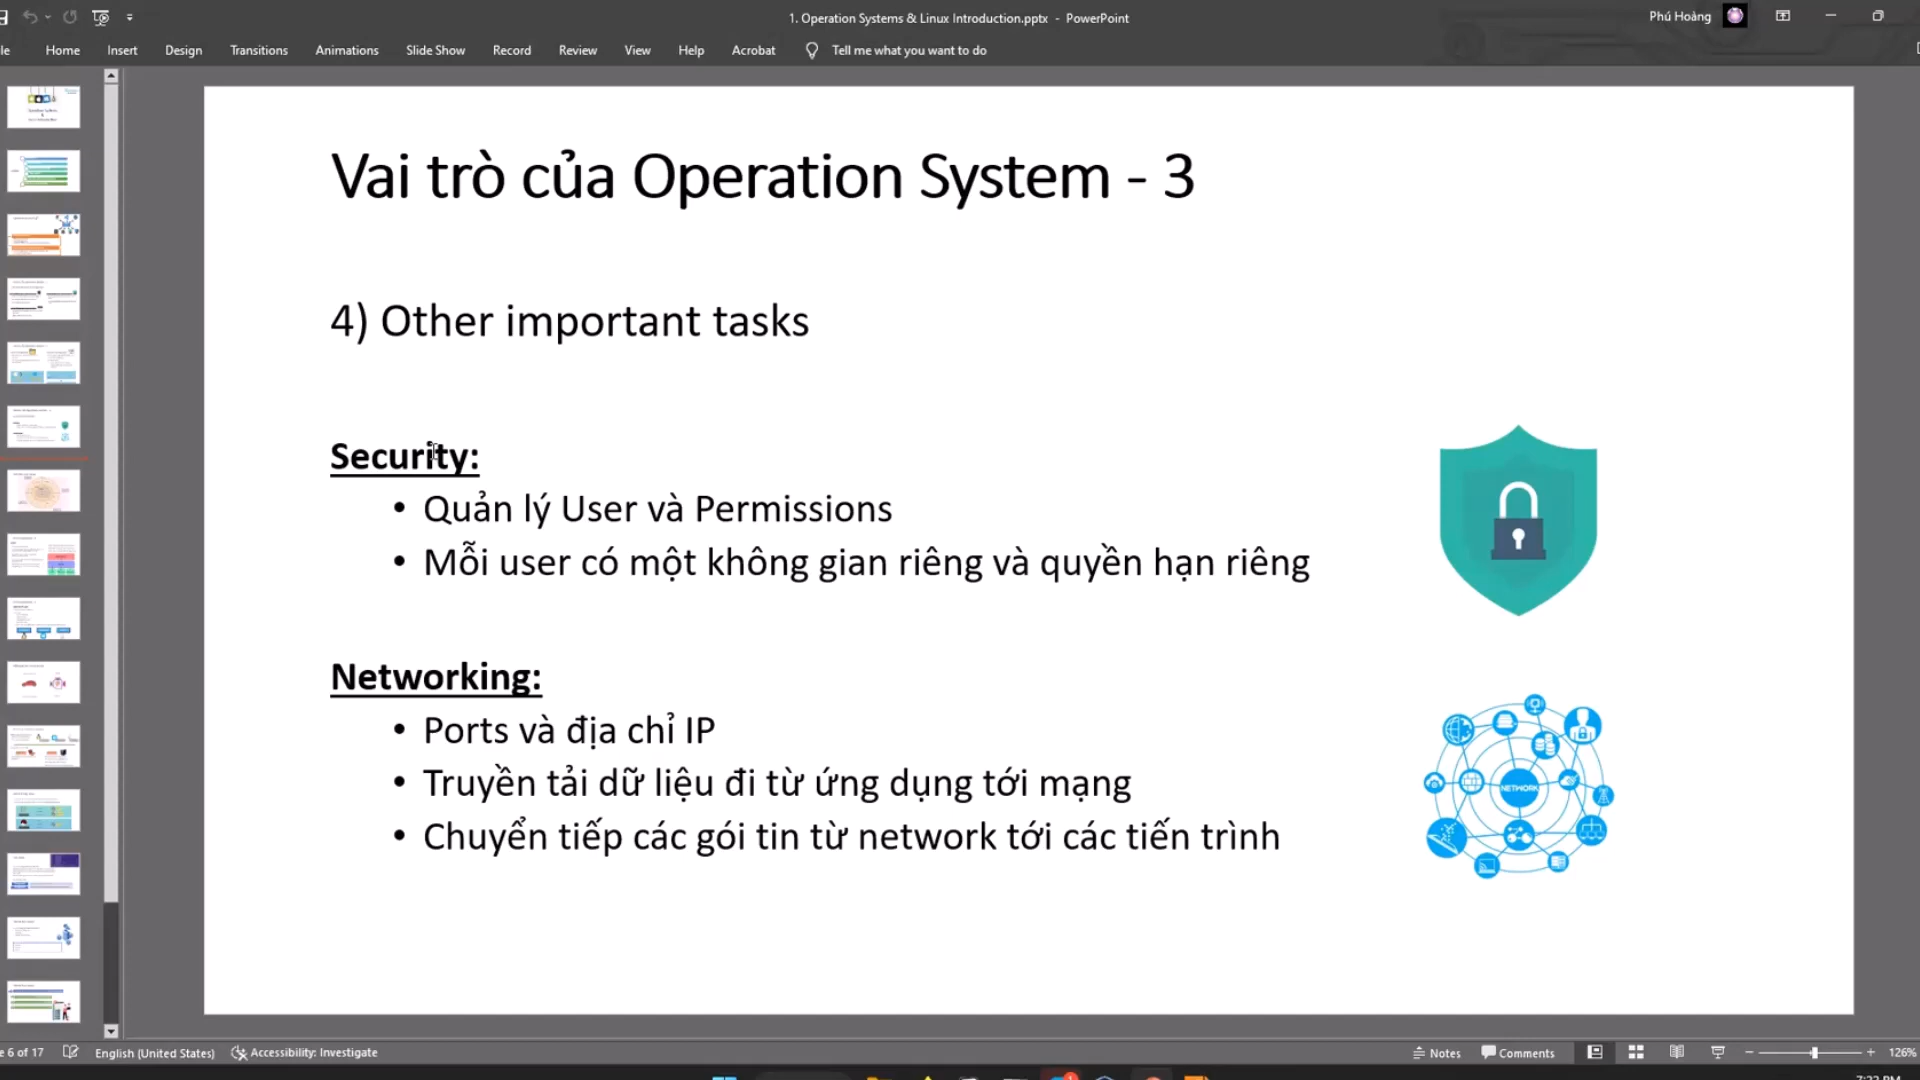 1. Operation Systems & Linux Introduction.pptx - PowerPoint
Phú Hoàng
Home Insert Design Transitions Animations Slide Show Record Review View Help Acrobat Tell me what you want to do
Vai trò của Operation System - 3
4) Other important tasks
Security:
• Quản lý User và Permissions
• Mỗi user có một không gian riêng và quyền hạn riêng
Networking:
• Ports và địa chỉ IP
• Truyền tải dữ liệu đi từ ứng dụng tới mạng
• Chuyển tiếp các gói tin từ network tới các tiến trình
NETWORK
6 of 17 English (United States) Accessibility: Investigate Notes Comments 126%